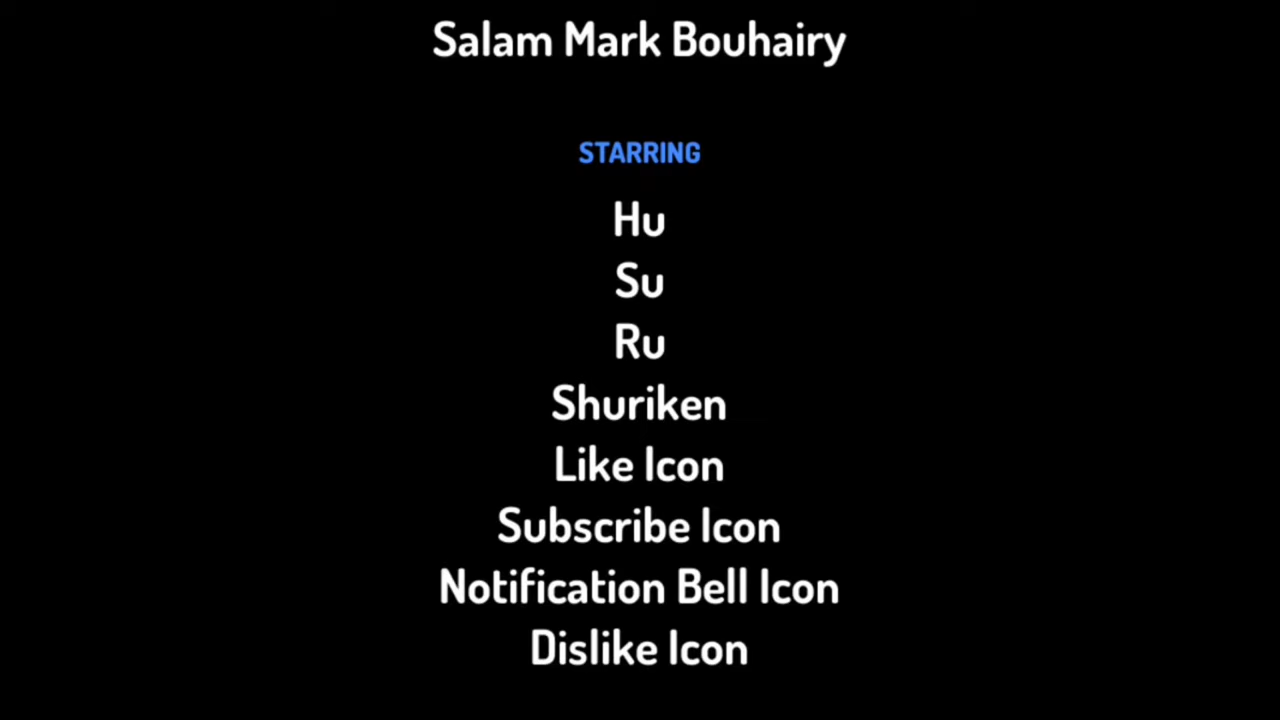 Salam Mark Bouhairy
STARRING
Hu
Su
Ru
Shuriken
Like Icon
Subscribe Icon
Notification Bell Icon
Dislike Icon